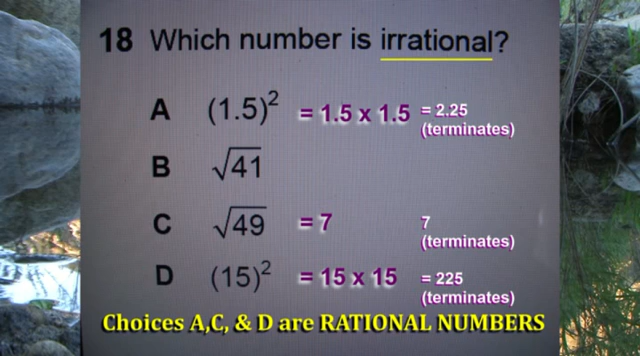 18 Which number is irrational?
A (1.5)² = 1.5 x 1.5 = 2.25
(terminates)
B √41
C √49 = 7 7
(terminates)
D (15)² = 15 x 15 = 225
(terminates)
Choices A,C, & D are RATIONAL NUMBERS